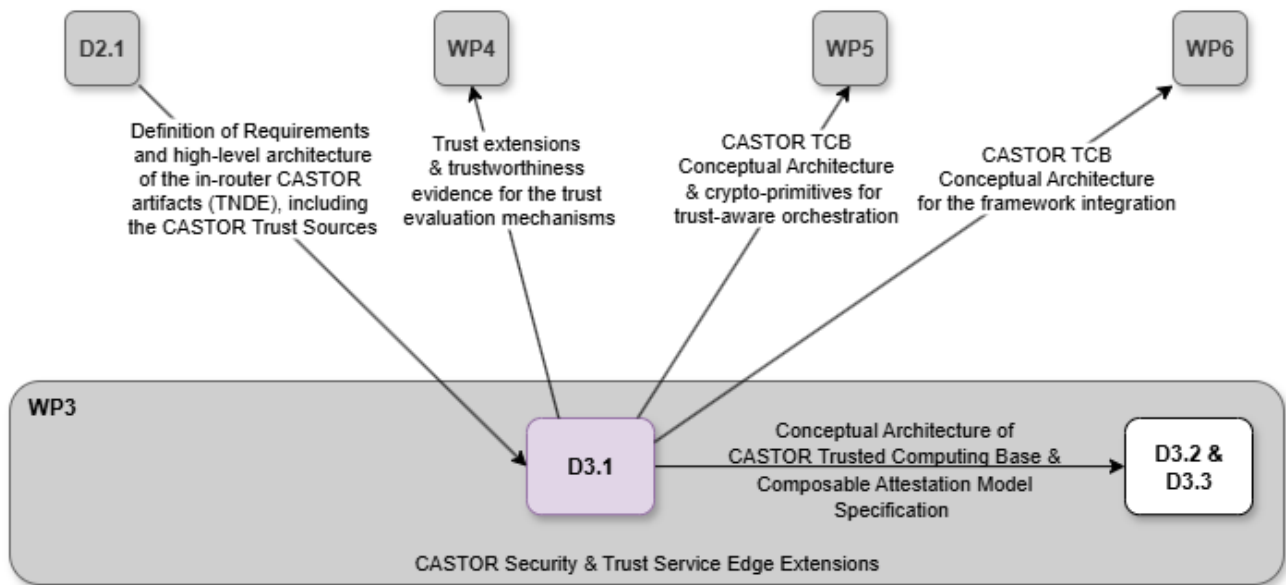 D2.1
WP4
WP5
WP6
Definition of Requirements
and high-level architecture
of the in-router CASTOR
artifacts (TNDE), including
the CASTOR Trust Sources
Trust extensions
& trustworthiness
evidence for the trust
evaluation mechanisms
CASTOR TCB
Conceptual Architecture
& crypto-primitives for
trust-aware orchestration
CASTOR TCB
Conceptual Architecture
for the framework integration
WP3
D3.1
Conceptual Architecture of
CASTOR Trusted Computing Base &
Composable Attestation Model
Specification
D3.2 &
D3.3
CASTOR Security & Trust Service Edge Extensions